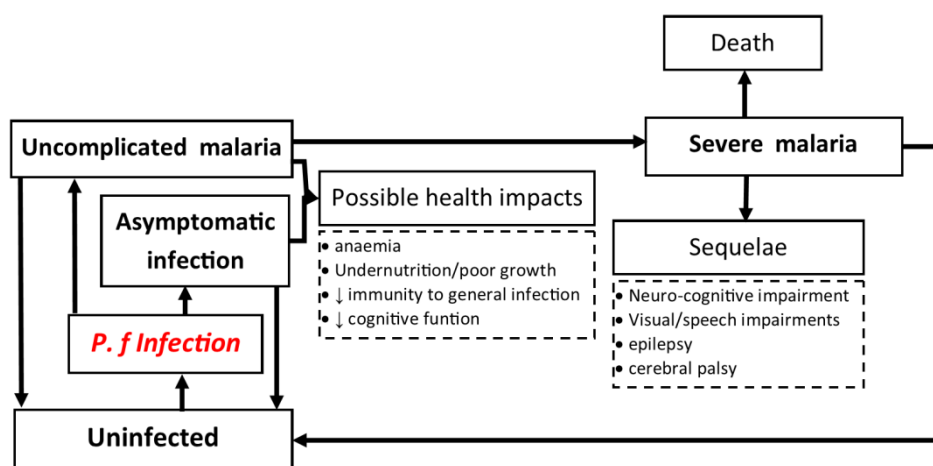 Death
Uncomplicated malaria
Severe malaria
Possible health impacts
Asymptomatic
infection
• anaemia
• Undernutrition/poor growth
• ↓ immunity to general infection
• ↓ cognitive funtion
Sequelae
• Neuro-cognitive impairment
• Visual/speech impairments
• epilepsy
• cerebral palsy
P. f Infection
Uninfected